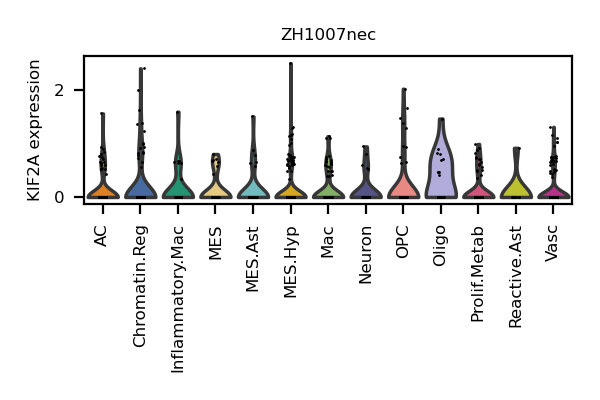 ZH1007nec
KIF2A expression
2
0
AC
Chromatin.Reg
Inflammatory.Mac
MES
MES.Ast
MES.Hyp
Mac
Neuron
OPC
Oligo
Prolif.Metab
Reactive.Ast
Vasc